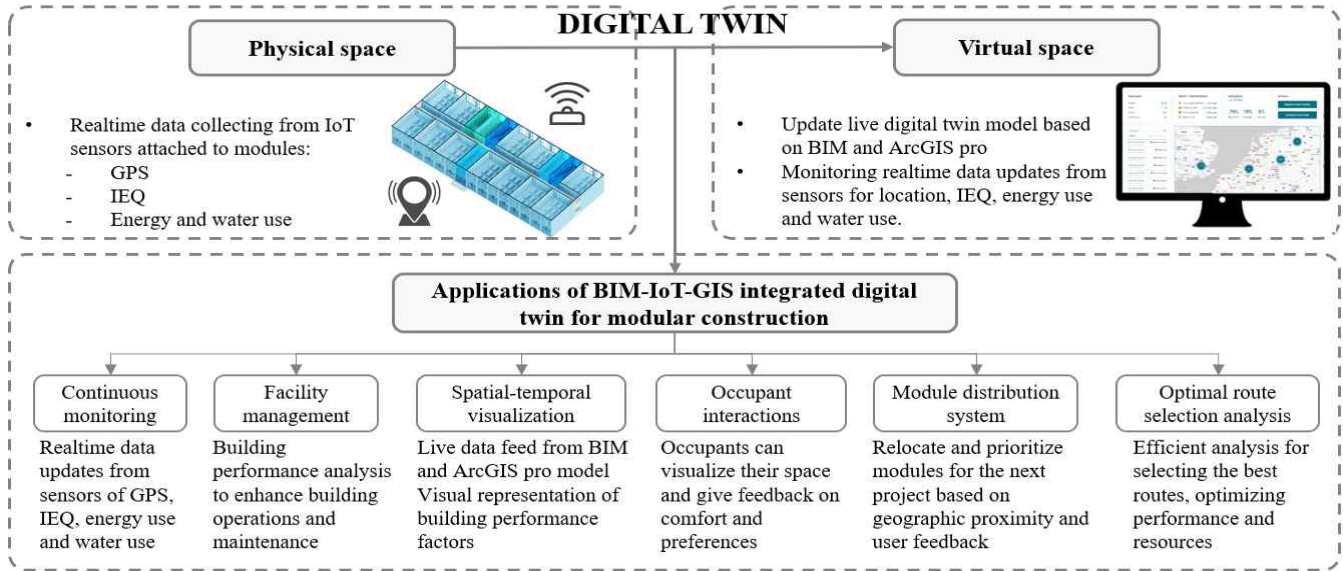 DIGITAL TWIN
Physical space
• Realtime data collecting from IoT
sensors attached to modules:
- GPS
- IEQ
- Energy and water use
Virtual space
• Update live digital twin model based
on BIM and ArcGIS pro
• Monitoring realtime data updates from
sensors for location, IEQ, energy use
and water use.
Applications of BIM-IoT-GIS integrated digital
twin for modular construction
Continuous
monitoring
Realtime data
updates from
sensors of GPS,
IEQ, energy use
and water use
Facility
management
Building
performance analysis
to enhance building
operations and
maintenance
Spatial-temporal
visualization
Live data feed from BIM
and ArcGIS pro model
Visual representation of
building performance
factors
Occupant
interactions
Occupants can
visualize their space
and give feedback on
comfort and
preferences
Module distribution
system
Relocate and prioritize
modules for the next
project based on
geographic proximity and
user feedback
Optimal route
selection analysis
Efficient analysis for
selecting the best
routes, optimizing
performance and
resources